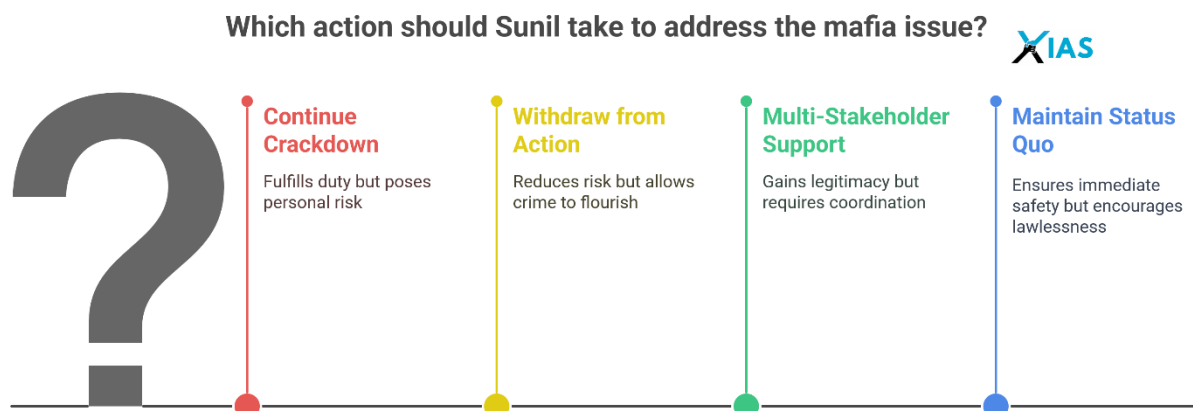 Which action should Sunil take to address the mafia issue?
XIAS
?
Continue
Crackdown
Fulfills duty but poses
personal risk
Withdraw from
Action
Reduces risk but allows
crime to flourish
Multi-Stakeholder
Support
Gains legitimacy but
requires coordination
Maintain Status
Quo
Ensures immediate
safety but encourages
lawlessness